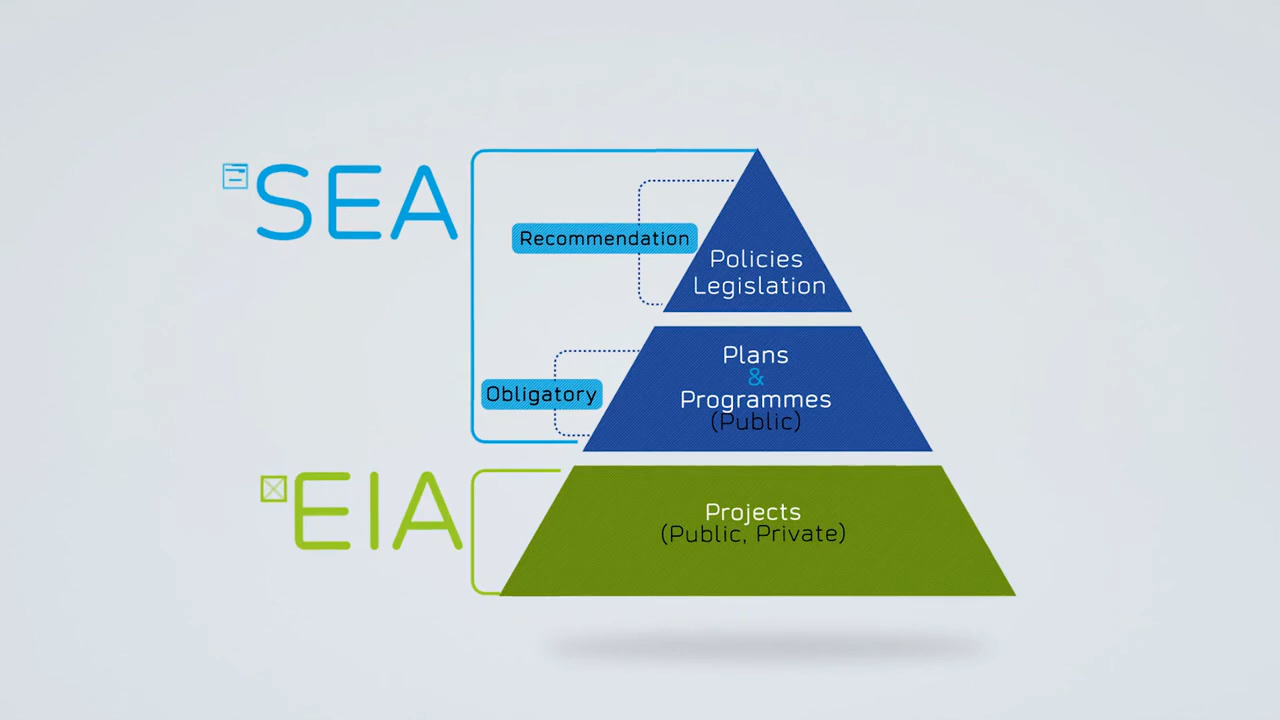 SEA
Recommendation
Policies
Legislation
Obligatory
Plans
&
Programmes
(Public)
EIA
Projects
(Public, Private)